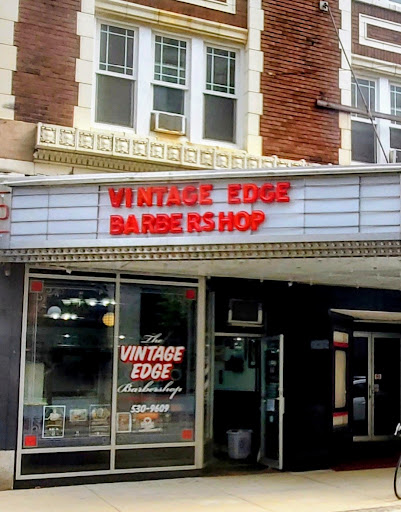 VINTAGE EDGE
BARBERSHOP
The
VINTAGE
EDGE
Barbershop
530-9609